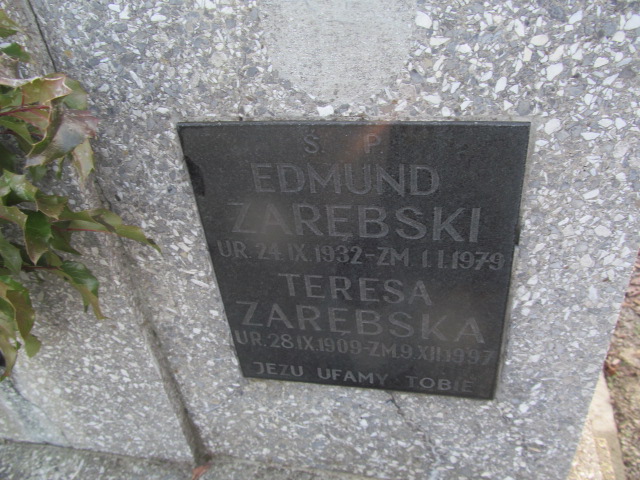 Ś P
EDMUND
ZARĘBSKI
UR. 24.IX.1932-ZM 1.I.1979
TERESA
ZARĘBSKA
UR. 28 IX.1909-ZM.9.XII.1997
JEZU UFAMY TOBIE